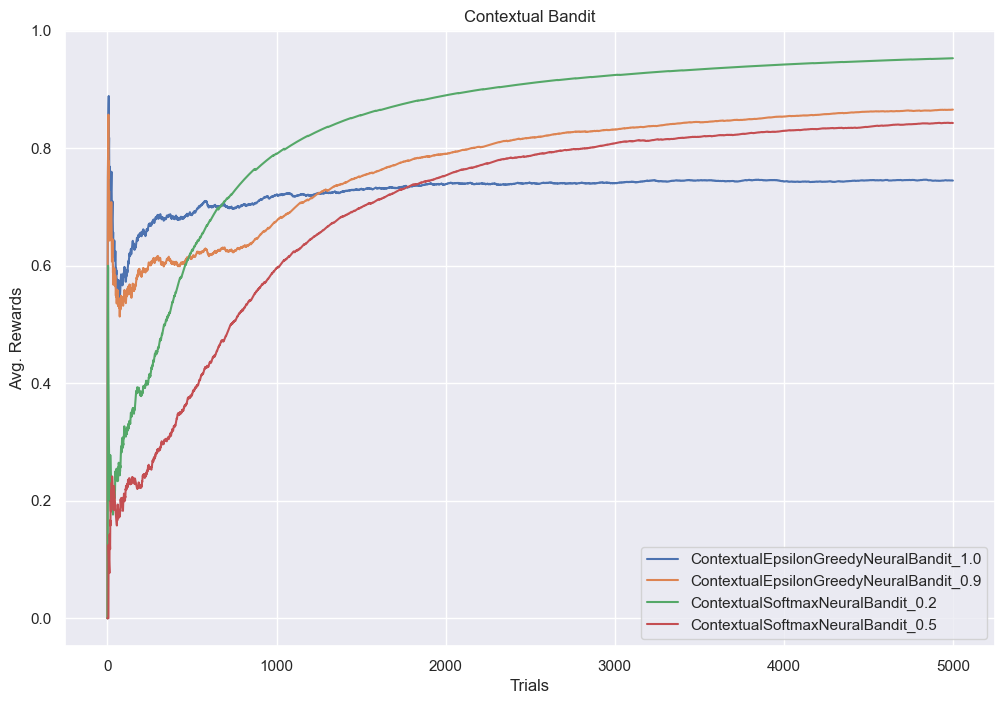 Contextual Bandit
Avg. Rewards
1.0
0.8
0.6
0.4
0.2
0.0
0 1000 2000 3000 4000 5000
Trials
ContextualEpsilonGreedyNeuralBandit_1.0
ContextualEpsilonGreedyNeuralBandit_0.9
ContextualSoftmaxNeuralBandit_0.2
ContextualSoftmaxNeuralBandit_0.5